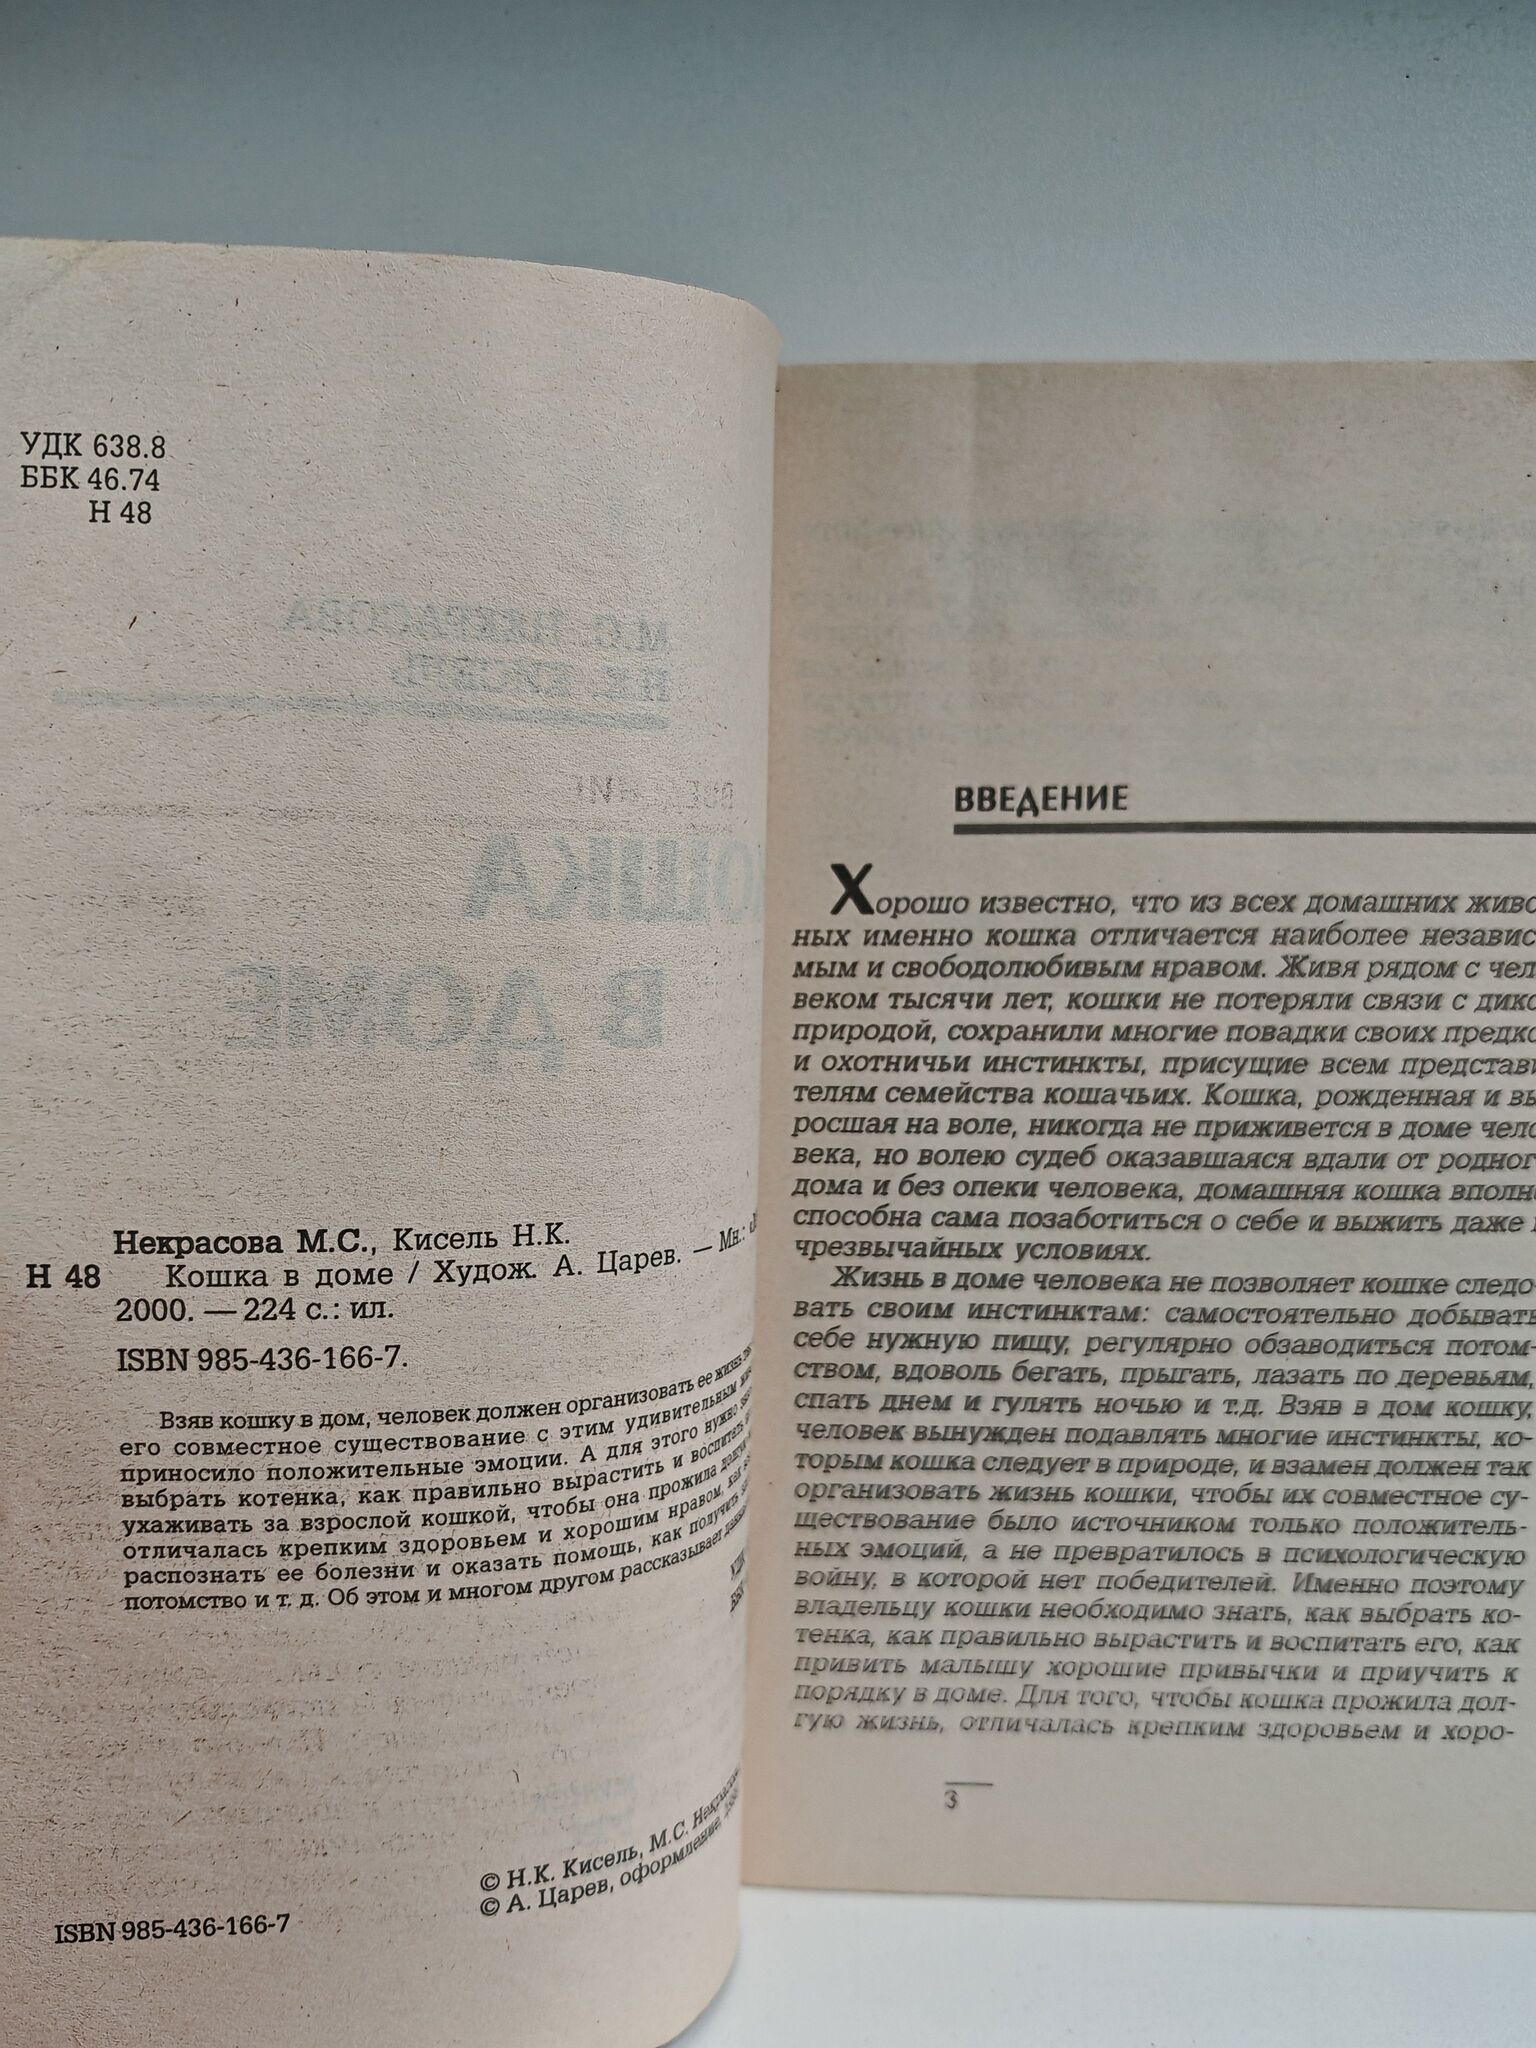 УДК 638.8
ББК 46.74
Н 48
Некрасова М.С., Кисель Н.К.
Н 48 Кошка в доме / Худож. А. Царев. — Мн.:
2000. — 224 с.: ил.
ISBN 985-436-166-7.
Взяв кошку в дом, человек должен организовать ее жизнь
его совместное существование с этим удивительным
приносило положительные эмоции. А для этого нужно
выбрать котенка, как правильно вырастить и воспитать
ухаживать за взрослой кошкой, чтобы она прожила долгую
отличалась крепким здоровьем и хорошим нравом, как
распознать ее болезни и оказать помощь, как получить
потомство и т. д. Об этом и многом другом рассказывает
УДК
ББК
© Н.К. Кисель, М.С. Некрасова
© А. Царев, оформление,
ISBN 985-436-166-7
ВВЕДЕНИЕ
Хорошо известно, что из всех домашних живо
ных именно кошка отличается наиболее независ
мым и свободолюбивым нравом. Живя рядом с чел
веком тысячи лет, кошки не потеряли связи с дико
природой, сохранили многие повадки своих предко
и охотничьи инстинкты, присущие всем представи
телям семейства кошачьих. Кошка, рожденная и вы
росшая на воле, никогда не приживется в доме чело
века, но волею судеб оказавшаяся вдали от родног
дома и без опеки человека, домашняя кошка вполн
способна сама позаботиться о себе и выжить даже
чрезвычайных условиях.
Жизнь в доме человека не позволяет кошке следо
вать своим инстинктам: самостоятельно добывать
себе нужную пищу, регулярно обзаводиться потом-
ством, вдоволь бегать, прыгать, лазать по деревьям,
спать днем и гулять ночью и т.д. Взяв в дом кошку,
человек вынужден подавлять многие инстинкты, ко-
торым кошка следует в природе, и взамен должен так
организовать жизнь кошки, чтобы их совместное су-
ществование было источником только положитель-
ных эмоций, а не превратилось в психологическую
войну, в которой нет победителей. Именно поэтому
владельцу кошки необходимо знать, как выбрать ко-
тенка, как правильно вырастить и воспитать его, как
привить малышу хорошие привычки и приучить к
порядку в доме. Для того, чтобы кошка прожила дол-
гую жизнь, отличалась крепким здоровьем и хоро-
3